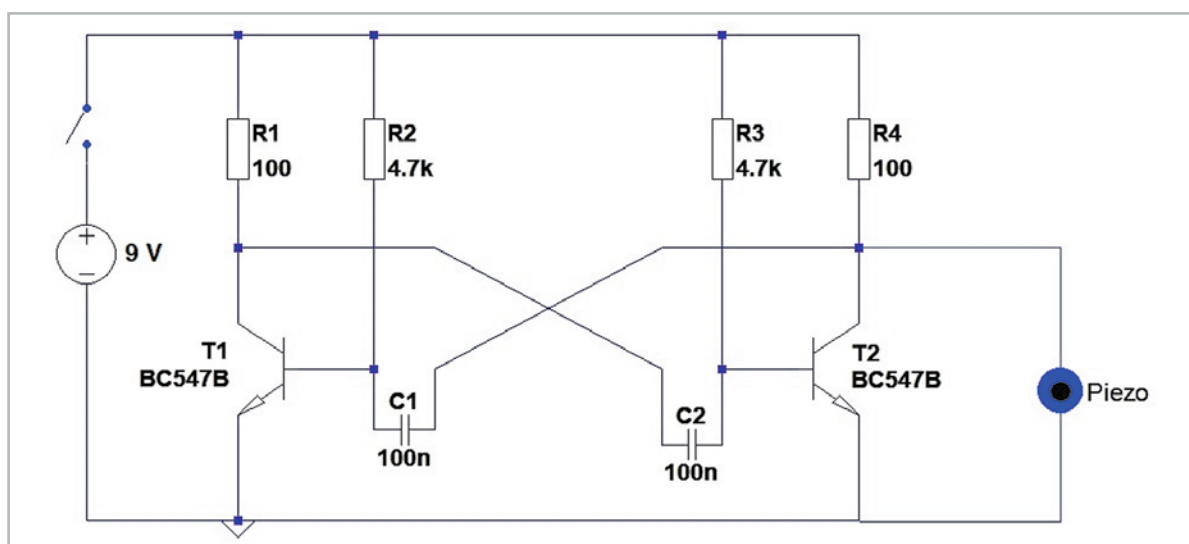 R1
100
R2
4.7k
R3
4.7k
R4
100
+
−
9 V
T1
BC547B
C1
100n
C2
100n
T2
BC547B
Piezo